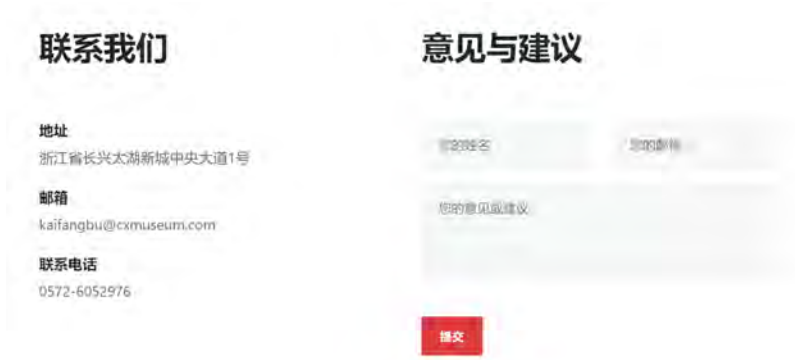 联系我们
地址
浙江省长兴太湖新城中央大道1号
邮箱
kaifangbu@cxmuseum.com
联系电话
0572-6052976
意见与建议
您的姓名
您的邮箱
您的意见或建议
提交